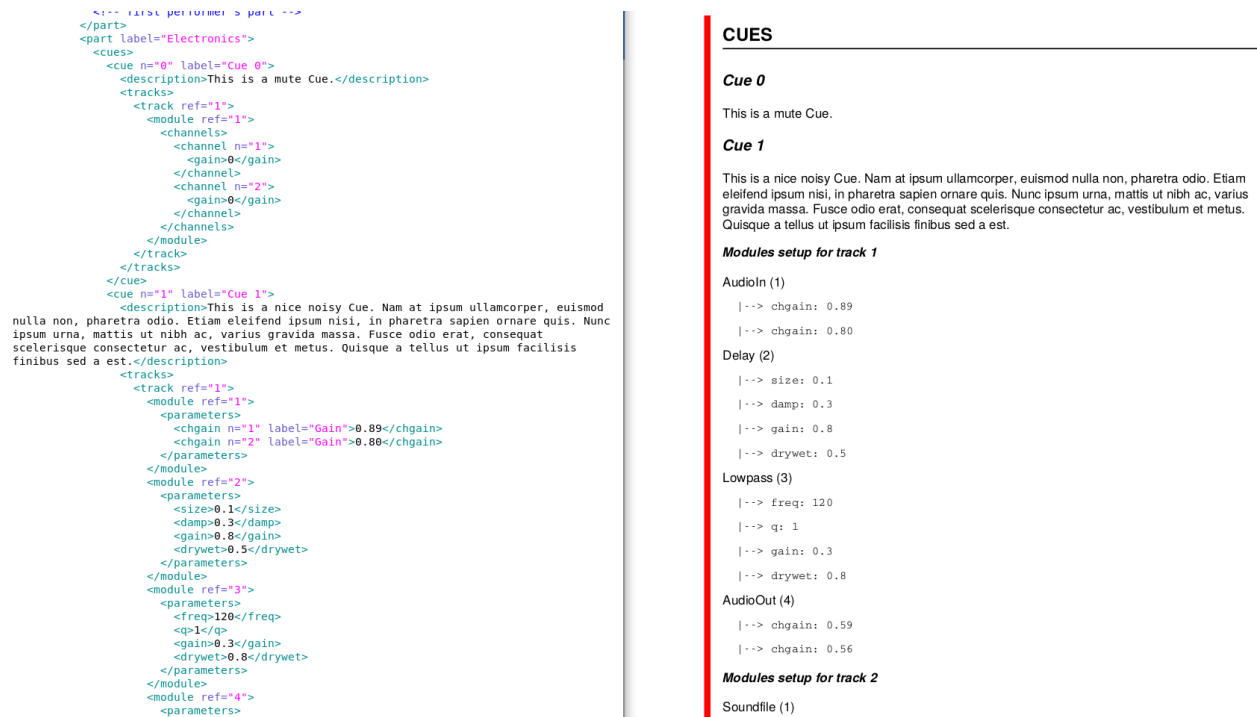 <!-- first performer's part -->
</part>
<part label="Electronics">
<cues>
<cue n="0" label="Cue 0">
<description>This is a mute Cue.</description>
<tracks>
<track ref="1">
<module ref="1">
<channels>
<channel n="1">
<gain>0</gain>
</channel>
<channel n="2">
<gain>0</gain>
</channel>
</channels>
</module>
</track>
</tracks>
</cue>
<cue n="1" label="Cue 1">
<description>This is a nice noisy Cue. Nam at ipsum ullamcorper, euismod
nulla non, pharetra odio. Etiam eleifend ipsum nisi, in pharetra sapien ornare quis. Nunc
ipsum urna, mattis ut nibh ac, varius gravida massa. Fusce odio erat, consequat
scelerisque consectetur ac, vestibulum et metus. Quisque a tellus ut ipsum facilisis
finibus sed a est.</description>
<tracks>
<track ref="1">
<module ref="1">
<parameters>
<chgain n="1" label="Gain">0.89</chgain>
<chgain n="2" label="Gain">0.80</chgain>
</parameters>
</module>
<module ref="2">
<parameters>
<size>0.1</size>
<damp>0.3</damp>
<gain>0.8</gain>
<drywet>0.5</drywet>
</parameters>
</module>
<module ref="3">
<parameters>
<freq>120</freq>
<q>1</q>
<gain>0.3</gain>
<drywet>0.8</drywet>
</parameters>
</module>
<module ref="4">
<parameters>
CUES
Cue 0
This is a mute Cue.
Cue 1
This is a nice noisy Cue. Nam at ipsum ullamcorper, euismod nulla non, pharetra odio. Etiam
eleifend ipsum nisi, in pharetra sapien ornare quis. Nunc ipsum urna, mattis ut nibh ac, varius
gravida massa. Fusce odio erat, consequat scelerisque consectetur ac, vestibulum et metus.
Quisque a tellus ut ipsum facilisis finibus sed a est.
Modules setup for track 1
AudioIn (1)
|--> chgain: 0.89
|--> chgain: 0.80
Delay (2)
|--> size: 0.1
|--> damp: 0.3
|--> gain: 0.8
|--> drywet: 0.5
Lowpass (3)
|--> freq: 120
|--> q: 1
|--> gain: 0.3
|--> drywet: 0.8
AudioOut (4)
|--> chgain: 0.59
|--> chgain: 0.56
Modules setup for track 2
Soundfile (1)